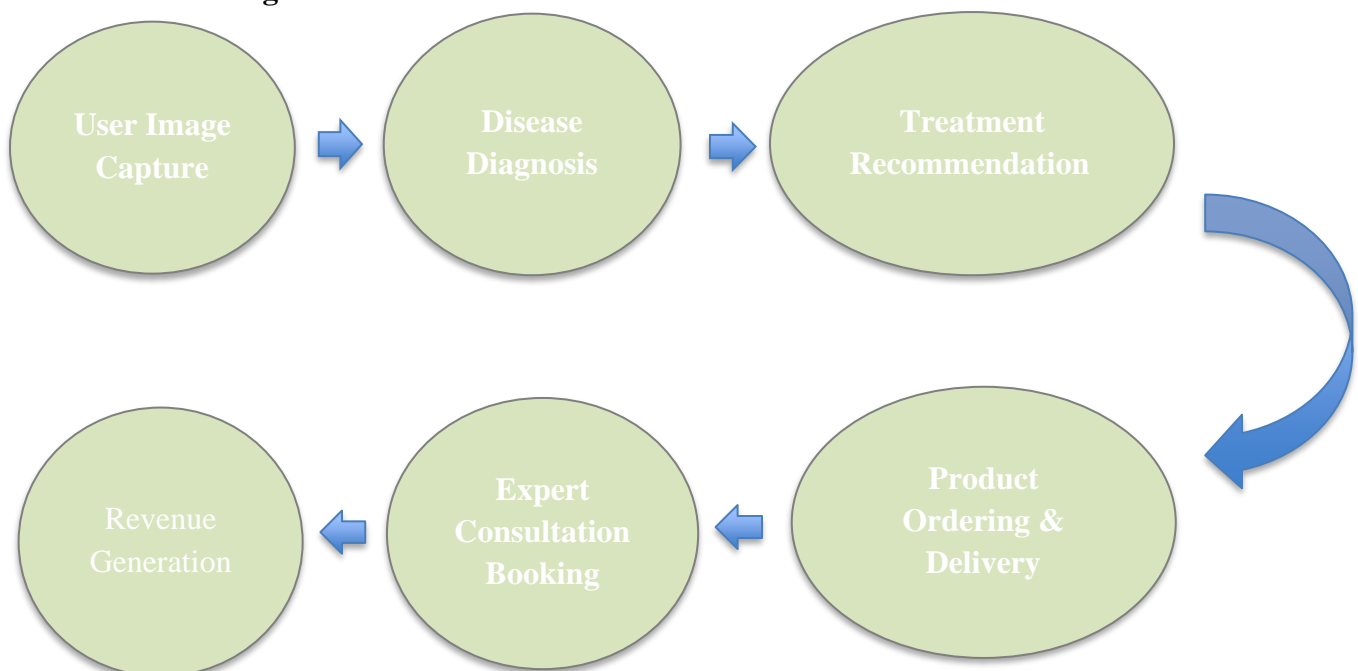 User Image
Capture
Disease
Diagnosis
Treatment
Recommendation
Product
Ordering &
Delivery
Expert
Consultation
Booking
Revenue
Generation